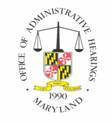 OFFICE OF ADMINISTRATIVE HEARINGS
1990
MARYLAND